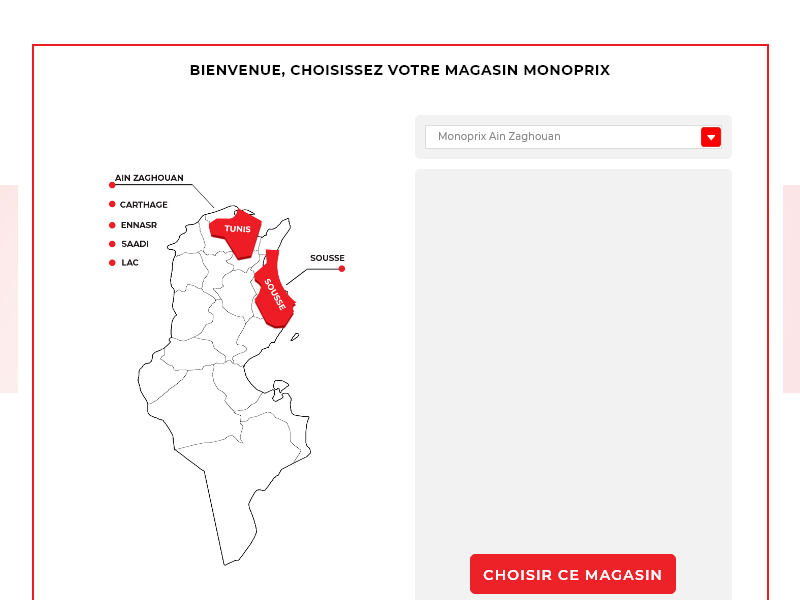 BIENVENUE, CHOISISSEZ VOTRE MAGASIN MONOPRIX
Monoprix Ain Zaghouan
AIN ZAGHOUAN
CARTHAGE
ENNASR
SAADI
LAC
TUNIS
SOUSSE
SOUSSE
CHOISIR CE MAGASIN